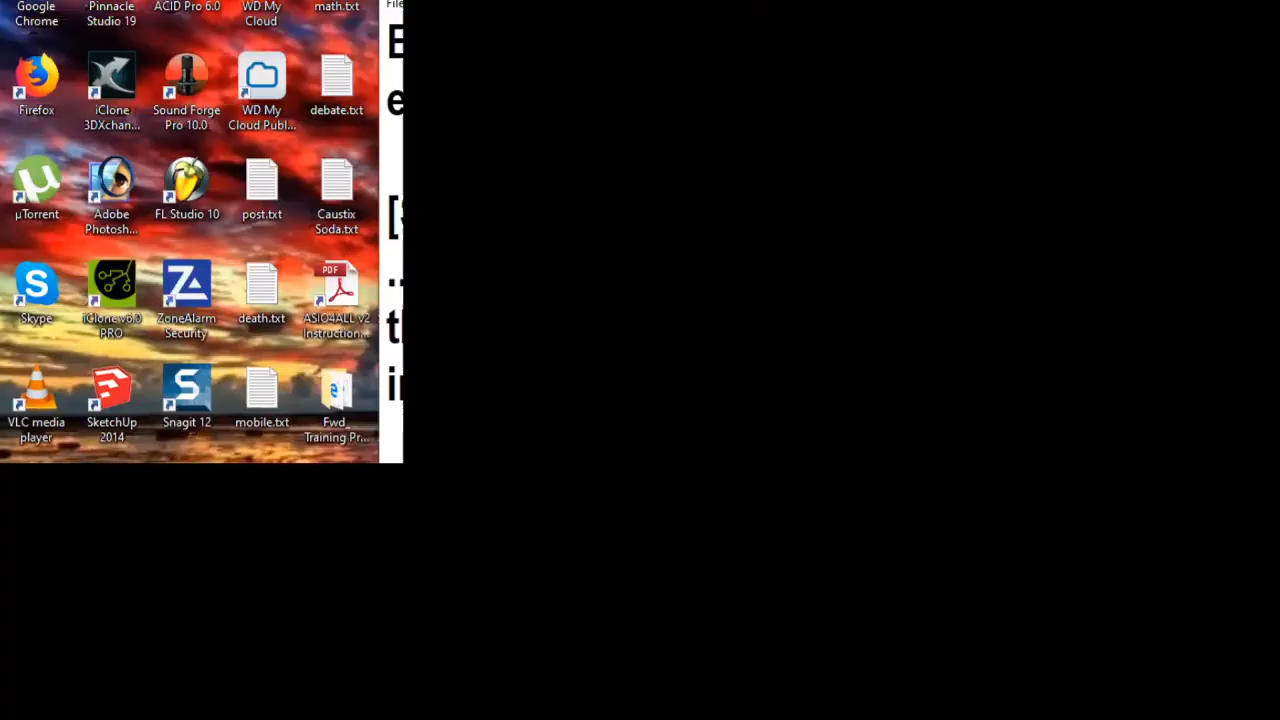 Google Chrome
Pinnacle Studio 19
ACID Pro 6.0
WD My Cloud
math.txt
File
Firefox
iClone 3DXchan...
Sound Forge Pro 10.0
WD My Cloud Publ...
debate.txt
µTorrent
Adobe Photosh...
FL Studio 10
post.txt
Caustix Soda.txt
Skype
iClone v6.0 PRO
ZoneAlarm Security
death.txt
PDF
ASIO4ALL v2 Instruction...
VLC media player
SketchUp 2014
Snagit 12
mobile.txt
Fwd_ Training Pr...